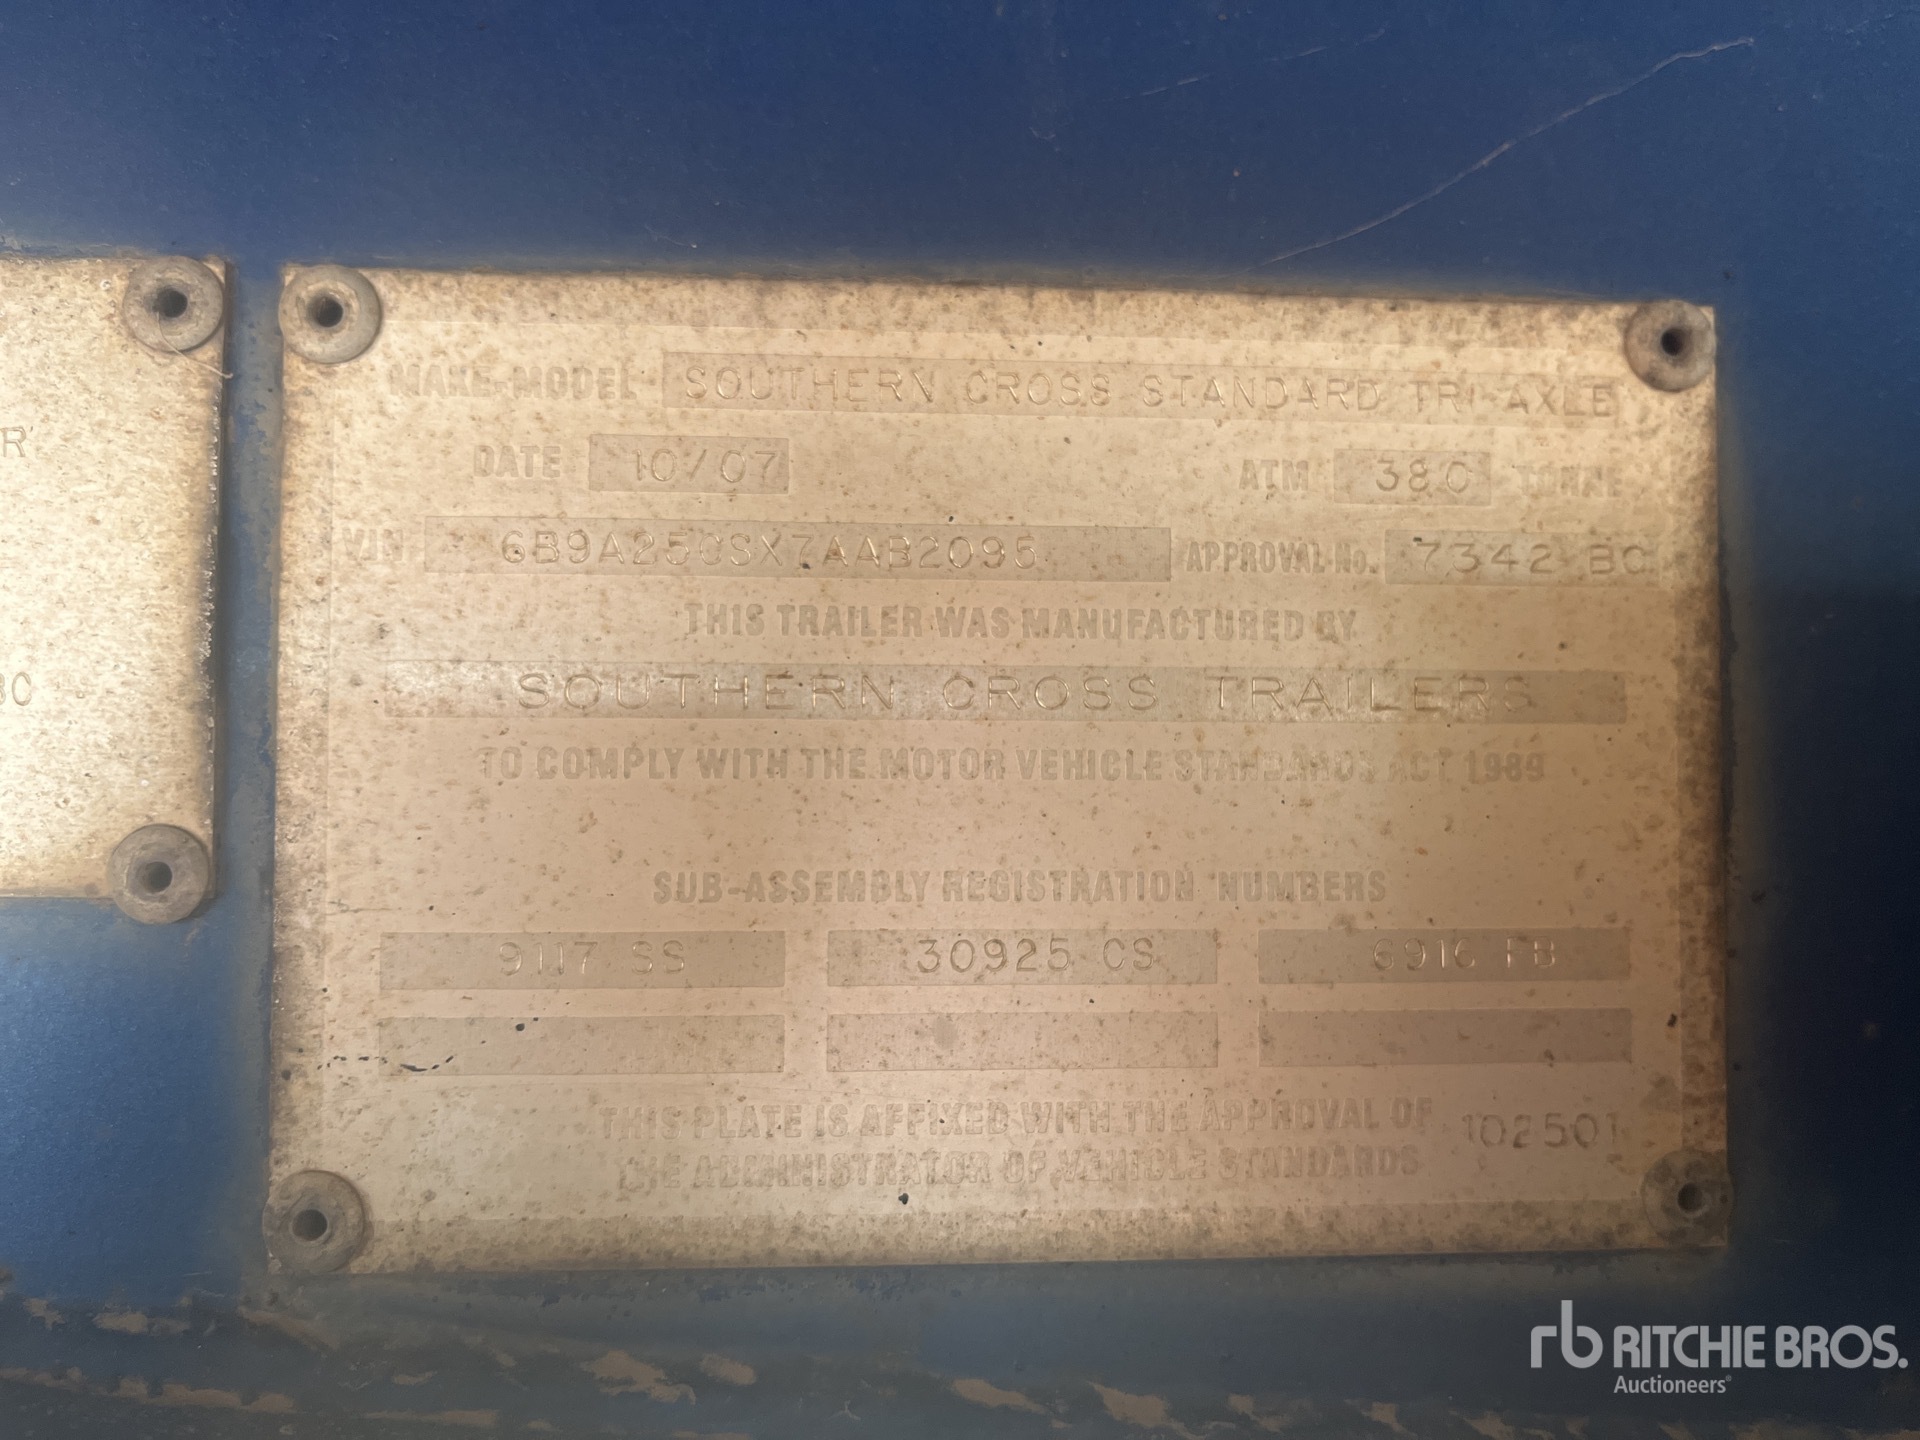 MAKE-MODEL SOUTHERN CROSS STANDARD TRI-AXLE
DATE 10/07 ATM 38.0 TONNE
VIN 6B9A250SX7AAB2095 APPROVAL No. 7342 BC
THIS TRAILER WAS MANUFACTURED BY
SOUTHERN CROSS TRAILERS
TO COMPLY WITH THE MOTOR VEHICLE STANDARDS ACT 1989
SUB-ASSEMBLY REGISTRATION NUMBERS
9117 SS 30925 CS 6916 FB
THIS PLATE IS AFFIXED WITH THE APPROVAL OF 102501
THE ADMINISTRATOR OF VEHICLE STANDARDS
rb RITCHIE BROS.
Auctioneers